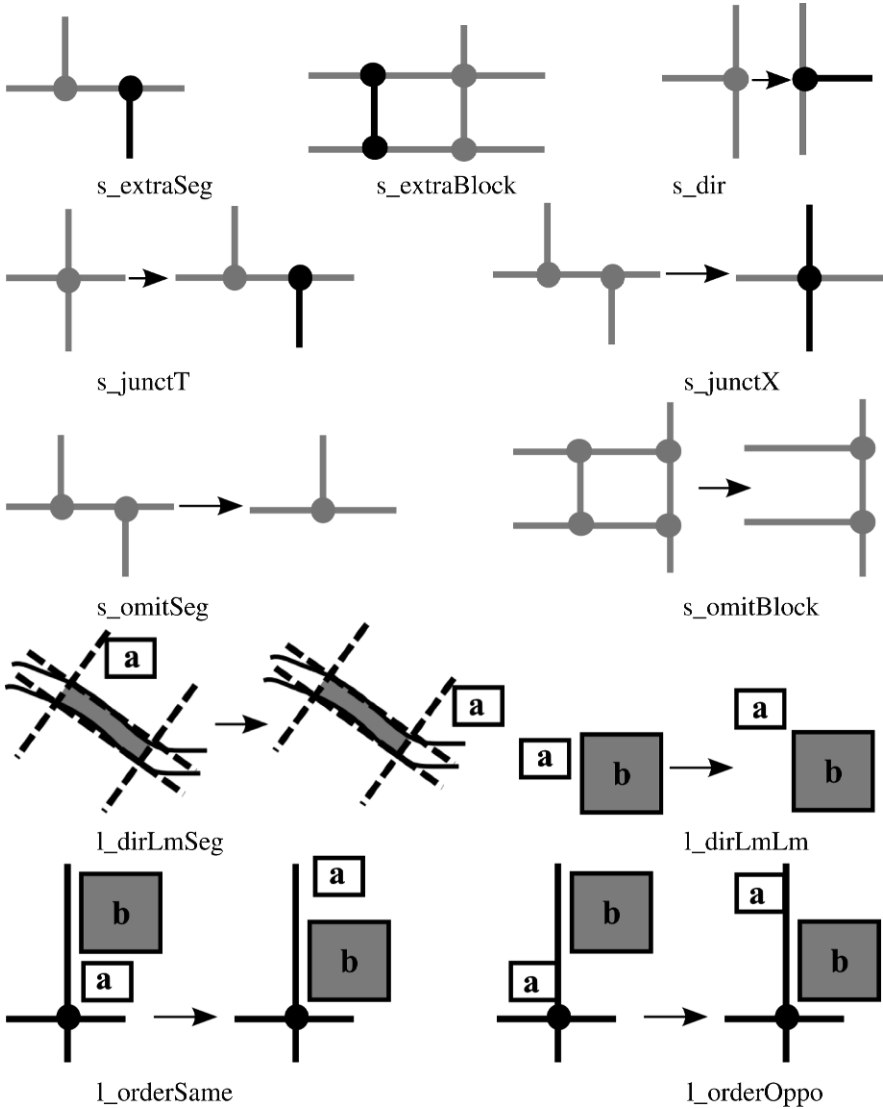 s_extraSeg s_extraBlock s_dir
s_junctT s_junctX
s_omitSeg s_omitBlock
a a a a
b b
l_dirLmSeg l_dirLmLm
b a b a
a b a b
l_orderSame l_orderOppo